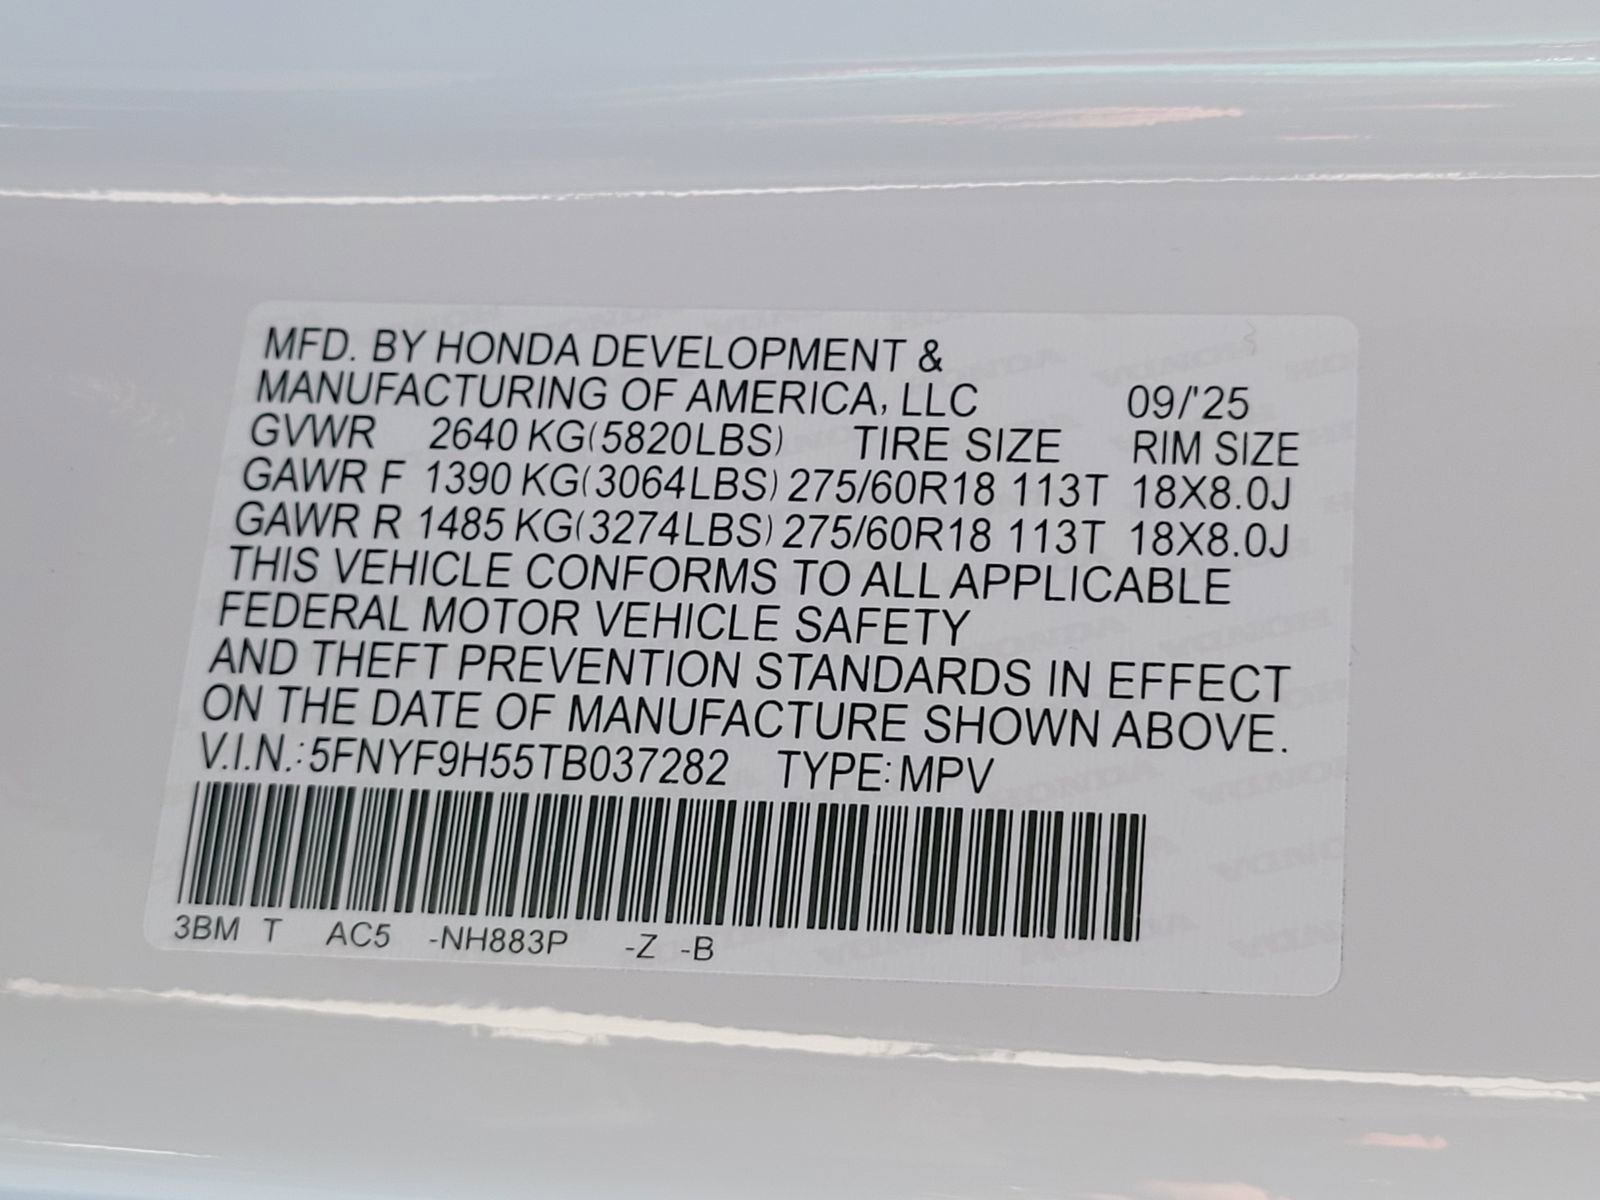 MFD. BY HONDA DEVELOPMENT &
MANUFACTURING OF AMERICA, LLC 09/'25
GVWR 2640 KG(5820LBS) TIRE SIZE RIM SIZE
GAWR F 1390 KG(3064LBS) 275/60R18 113T 18X8.0J
GAWR R 1485 KG(3274LBS) 275/60R18 113T 18X8.0J
THIS VEHICLE CONFORMS TO ALL APPLICABLE
FEDERAL MOTOR VEHICLE SAFETY
AND THEFT PREVENTION STANDARDS IN EFFECT
ON THE DATE OF MANUFACTURE SHOWN ABOVE.
V.I.N.: 5FNYF9H55TB037282 TYPE: MPV
3BM T AC5 -NH883P -Z -B